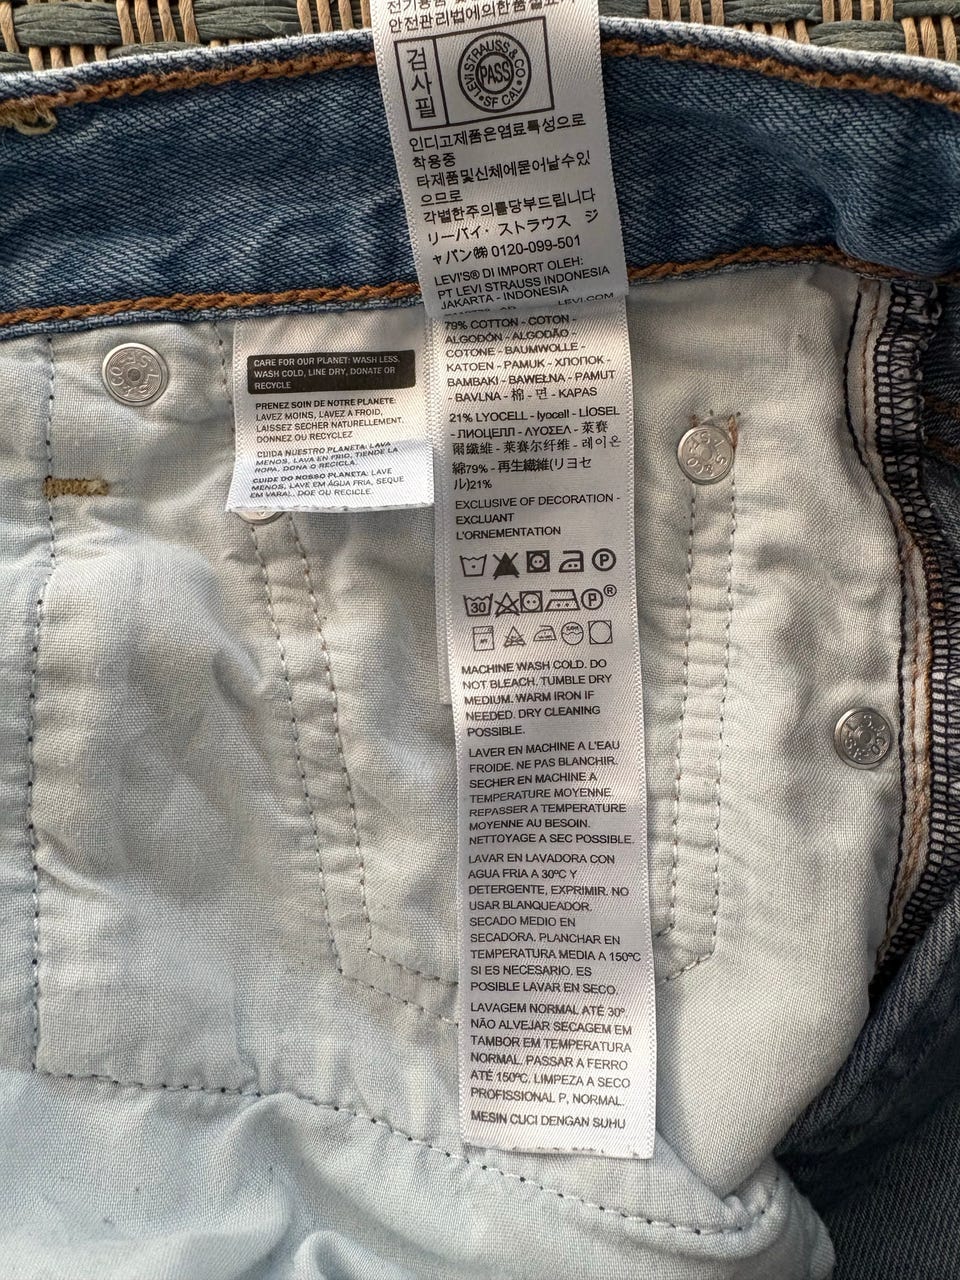 안전관리법에의한품질표
검
사
필
LEVI STRAUSS & CO.
PASS
SF CAL
인디고제품은염료특성으로
착용중
타제품및신체에묻어날수있
으므로
각별한주의를당부드립니다
リーバイ・ ストラウス ジ
ャパン㈱ 0120-099-501
LEVI'S® DI IMPORT OLEH:
PT LEVI STRAUSS INDONESIA
JAKARTA - INDONESIA
LEVI.COM
79% COTTON - COTON -
ALGODÓN - ALGODÃO -
COTONE - BAUMWOLLE -
KATOEN - PAMUK - ХЛОПОК -
BAMBAKI - BAWEŁNA - PAMUT
- BAVLNA - 棉 - 면 - KAPAS
21% LYOCELL - lyocell - LİOSEL
- ЛИОЦЕЛЛ - ΛΥΟΣΕΛ - 萊賽
爾纖維 - 莱赛尔纤维 - 레이온
綿79% - 再生繊維(リヨセ
ル)21%
EXCLUSIVE OF DECORATION -
EXCLUANT
L'ORNEMENTATION
P
30 P ®
MACHINE WASH COLD. DO
NOT BLEACH. TUMBLE DRY
MEDIUM. WARM IRON IF
NEEDED. DRY CLEANING
POSSIBLE.
LAVER EN MACHINE A L'EAU
FROIDE. NE PAS BLANCHIR.
SECHER EN MACHINE A
TEMPERATURE MOYENNE.
REPASSER A TEMPERATURE
MOYENNE AU BESOIN.
NETTOYAGE A SEC POSSIBLE.
LAVAR EN LAVADORA CON
AGUA FRIA A 30ºC Y
DETERGENTE, EXPRIMIR. NO
USAR BLANQUEADOR.
SECADO MEDIO EN
SECADORA. PLANCHAR EN
TEMPERATURA MEDIA A 150ºC
SI ES NECESARIO. ES
POSIBLE LAVAR EN SECO.
LAVAGEM NORMAL ATÉ 30º
NÃO ALVEJAR SECAGEM EM
TAMBOR EM TEMPERATURA
NORMAL. PASSAR A FERRO
ATÉ 150ºC. LIMPEZA A SECO
PROFISSIONAL P, NORMAL.
MESIN CUCI DENGAN SUHU
CARE FOR OUR PLANET: WASH LESS,
WASH COLD, LINE DRY, DONATE OR
RECYCLE
PRENEZ SOIN DE NOTRE PLANETE:
LAVEZ MOINS, LAVEZ A FROID,
LAISSEZ SECHER NATURELLEMENT.
DONNEZ OU RECYCLEZ
CUIDA NUESTRO PLANETA: LAVA
MENOS, LAVA EN FRIO, TIENDE LA
ROPA, DONA O RECICLA.
CUIDE DO NOSSO PLANETA: LAVE
MENOS, LAVE EM ÁGUA FRIA, SEQUE
EM VARAL, DOE OU RECICLE.